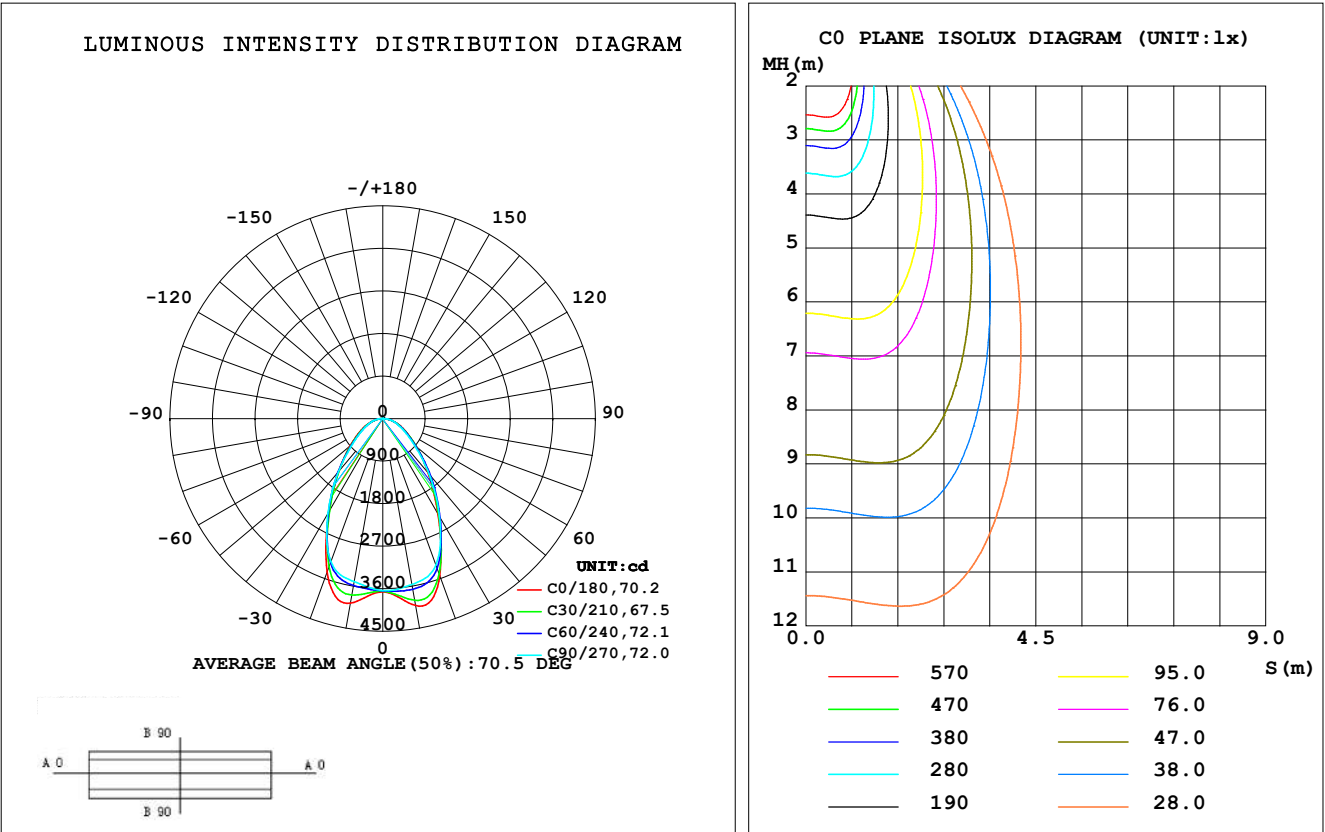 LUMINOUS INTENSITY DISTRIBUTION DIAGRAM
-/+180
-150 150
-120 120
-90 90
-60 60
-30 30
0
0
900
1800
2700
3600
4500
UNIT:cd
C0/180,70.2
C30/210,67.5
C60/240,72.1
C90/270,72.0
AVERAGE BEAM ANGLE(50%):70.5 DEG
B 90
A 0 A 0
B 90
C0 PLANE ISOLUX DIAGRAM (UNIT:lx)
MH(m)
2
3
4
5
6
7
8
9
10
11
12
0.0 4.5 9.0
S(m)
570 95.0
470 76.0
380 47.0
280 38.0
190 28.0